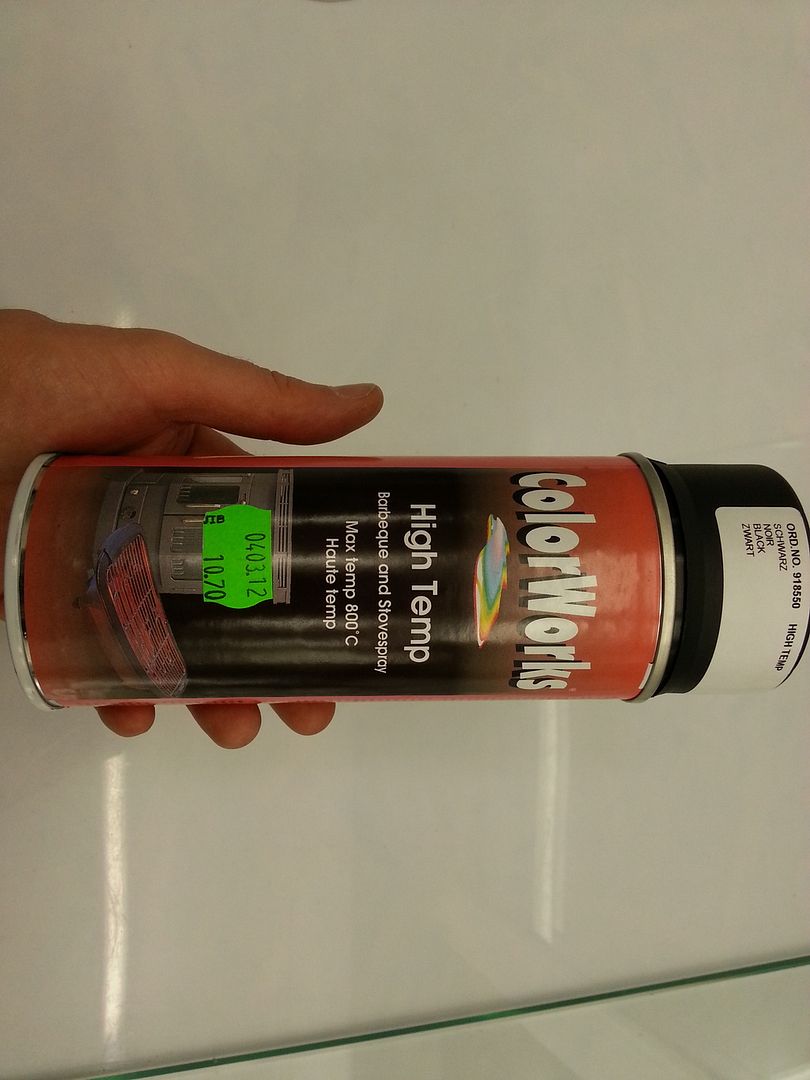 ORD.NO. 918550 HIGH TEMP
SCHWARZ
NOIR
BLACK
ZWART
ColorWorks
High Temp
Barbeque and Stovespray
Max temp 800°C
Haute temp
0403.12
10.70